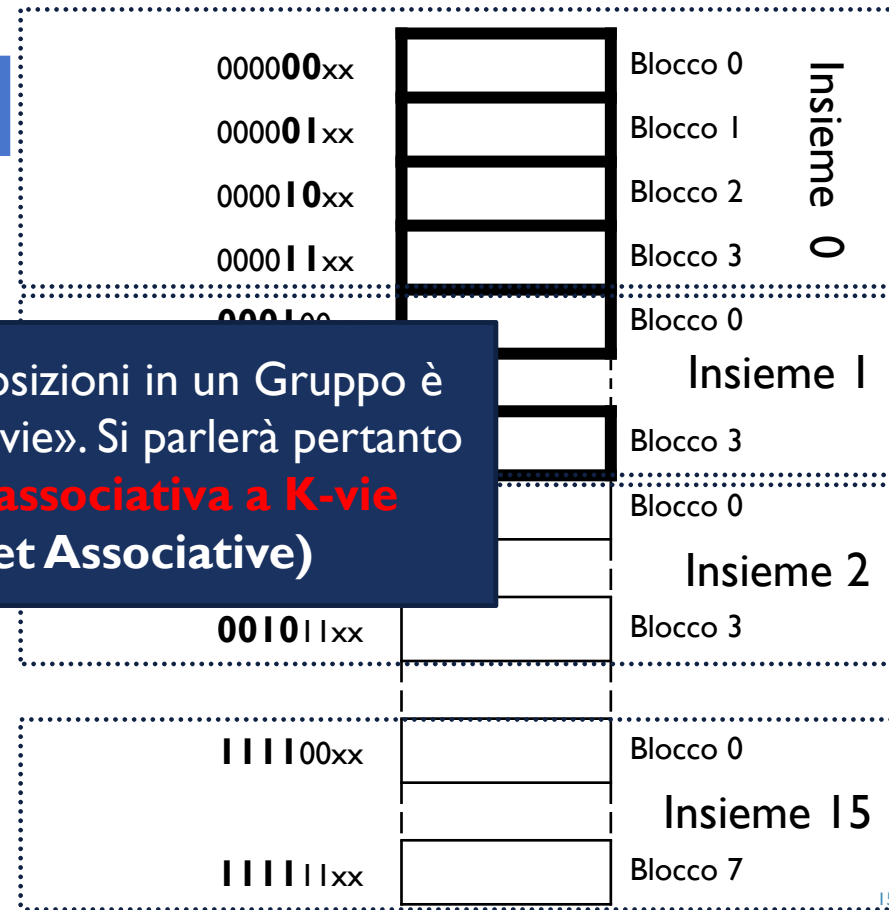 000000xx Blocco 0
000001xx Blocco 1
000010xx Blocco 2
000011xx Blocco 3
Insieme 0
Blocco 0
Insieme 1
osizioni in un Gruppo è
vie». Si parlerà pertanto
Blocco 3
associativa a K-vie
Blocco 0
et Associative)
Insieme 2
001011xx Blocco 3
111100xx Blocco 0
Insieme 15
111111xx Blocco 7